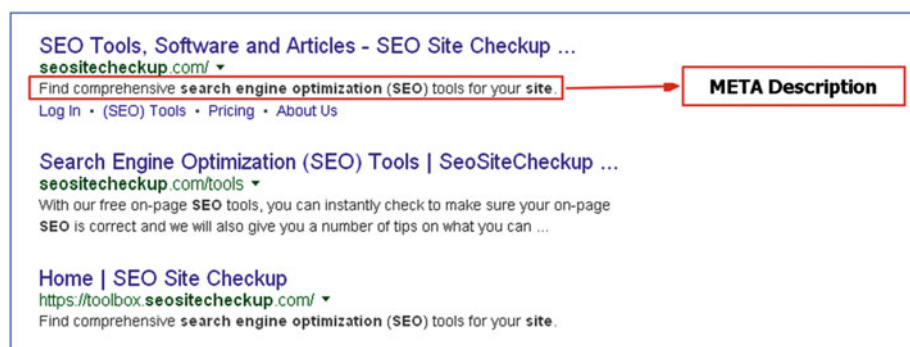 SEO Tools, Software and Articles - SEO Site Checkup ...
seositecheckup.com/ ▼
Find comprehensive search engine optimization (SEO) tools for your site.
META Description
Log In • (SEO) Tools • Pricing • About Us
Search Engine Optimization (SEO) Tools | SeoSiteCheckup ...
seositecheckup.com/tools ▼
With our free on-page SEO tools, you can instantly check to make sure your on-page
SEO is correct and we will also give you a number of tips on what you can ...
Home | SEO Site Checkup
https://toolbox.seositecheckup.com/ ▼
Find comprehensive search engine optimization (SEO) tools for your site.